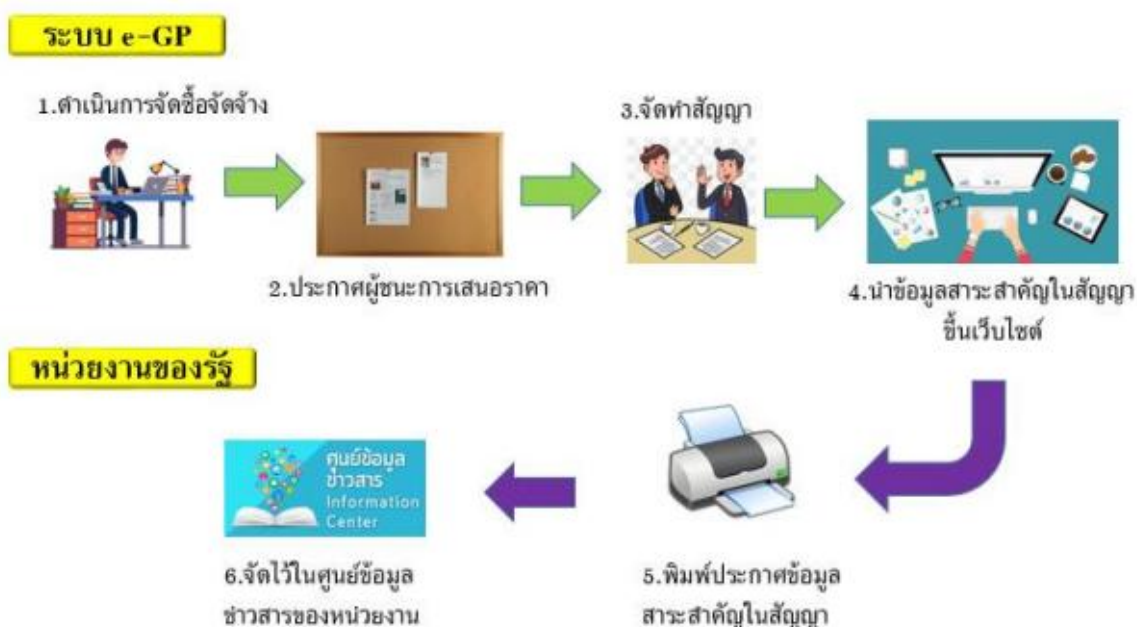 ระบบ e-GP
1.ดำเนินการจัดซื้อจัดจ้าง
2.ประกาศผู้ชนะการเสนอราคา
3.จัดทำสัญญา
4.นำข้อมูลสาระสำคัญในสัญญา
ขึ้นเว็บไซต์
หน่วยงานของรัฐ
ศูนย์ข้อมูล
ข่าวสาร
Information
Center
6.จัดไว้ในศูนย์ข้อมูล
ข่าวสารของหน่วยงาน
5.พิมพ์ประกาศข้อมูล
สาระสำคัญในสัญญา